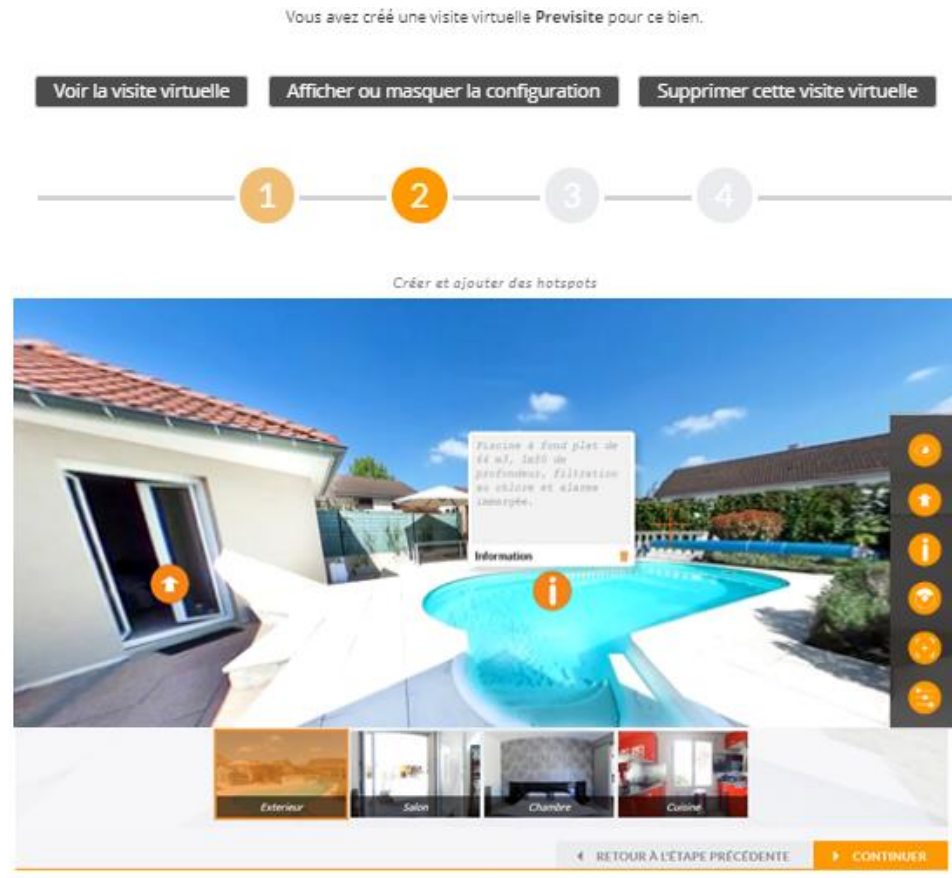 Vous avez créé une visite virtuelle Previsite pour ce bien.
Voir la visite virtuelle
Afficher ou masquer la configuration
Supprimer cette visite virtuelle
1
2
3
4
Créer et ajouter des hotspots
Piscine à fond plat de
64 m3, 1m50 de
profondeur, filtration
au chlore et alarme
immergée.
Information
Exterieur
Salon
Chambre
Cuisine
RETOUR À L'ÉTAPE PRÉCÉDENTE
CONTINUER